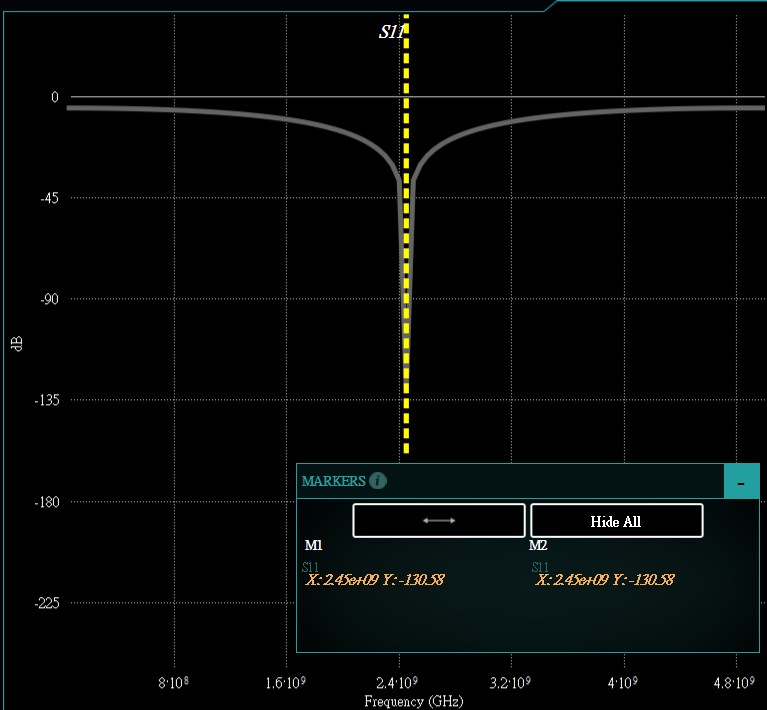 S11
0
-45
-90
dB
-135
-180
-225
MARKERS i -
Hide All
M1 M2
S11 S11
X: 2.45e+09 Y: -130.58 X: 2.45e+09 Y: -130.58
8·10⁸ 1.6·10⁹ 2.4·10⁹ 3.2·10⁹ 4·10⁹ 4.8·10⁹
Frequency (GHz)